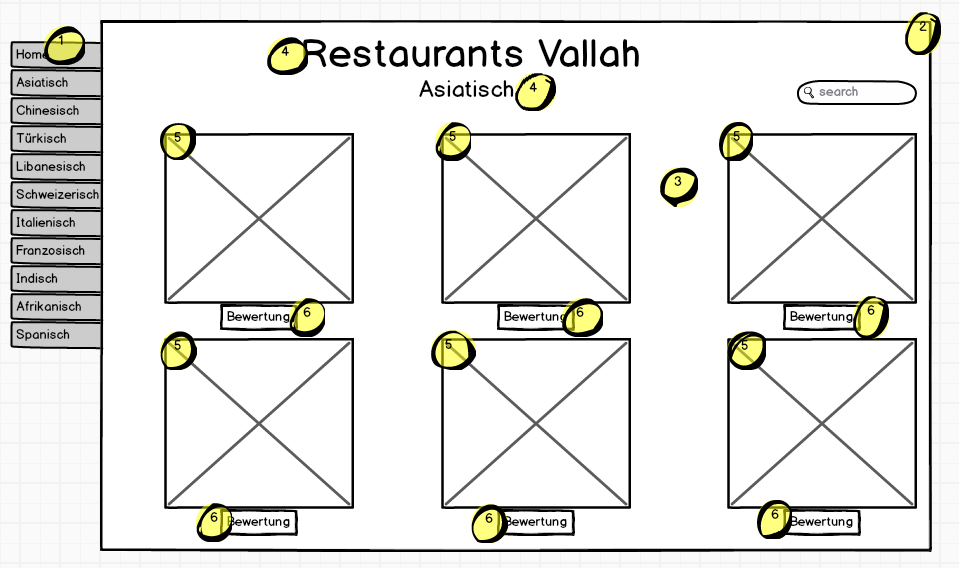 1
2
Home
4 Restaurants Vallah
Asiatisch
Asiatisch 4
search
Chinesisch
Türkisch
Libanesisch
Schweizerisch
Italienisch
Franzosisch
Indisch
Afrikanisch
Spanisch
5 5 5
3
Bewertung 6 Bewertung 6 Bewertung 6
5 5 5
6 Bewertung 6 Bewertung 6 Bewertung